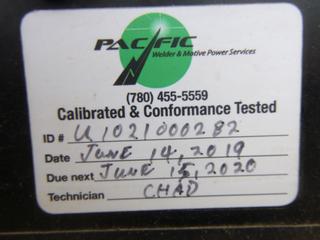 PACIFIC
Welder & Motive Power Services
(780) 455-5559
Calibrated & Conformance Tested
ID # U1021000282
Date JUNE 14, 2019
Due next JUNE 15, 2020
Technician CHAD